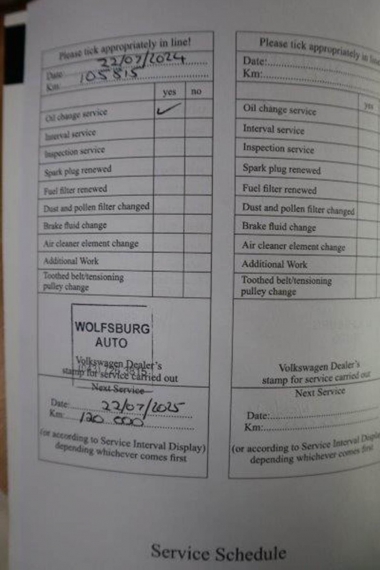 Please tick appropriately in line!
Date: 22/07/2024
Km: 105815
yes no
Oil change service ✓
Interval service
Inspection service
Spark plug renewed
Fuel filter renewed
Dust and pollen filter changed
Brake fluid change
Air cleaner element change
Additional Work
Toothed belt/tensioning
pulley change
WOLFSBURG
AUTO
Volkswagen Dealer's
stamp for service carried out
Next Service
Date: 22/07/2025
Km: 120 000
(or according to Service Interval Display)
depending whichever comes first
Please tick appropriately in line
Date:
Km:
yes
Oil change service
Interval service
Inspection service
Spark plug renewed
Fuel filter renewed
Dust and pollen filter changed
Brake fluid change
Air cleaner element change
Additional Work
Toothed belt/tensioning
pulley change
Volkswagen Dealer's
stamp for service carried out
Next Service
Date:
Km:
(or according to Service Interval Display
depending whichever comes first
Service Schedule